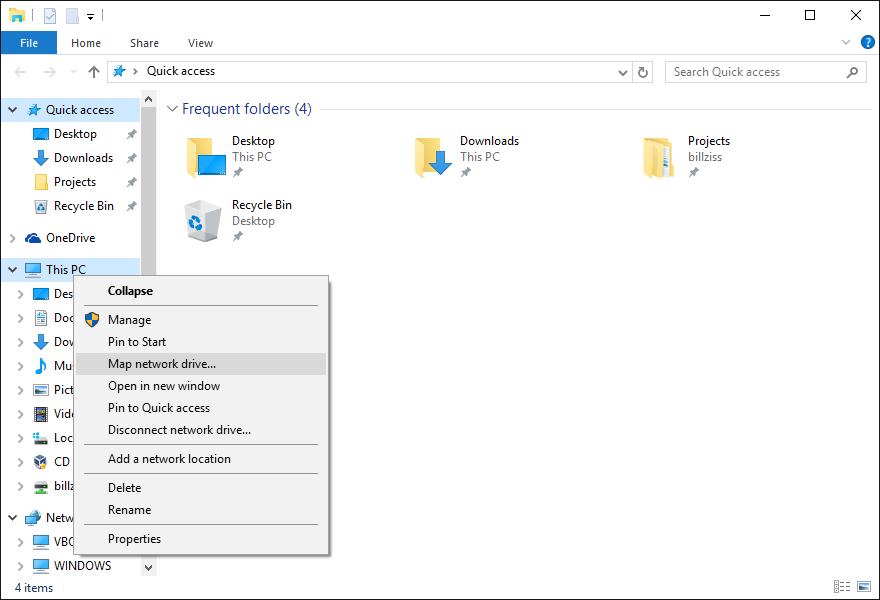 File
Home
Share
View
?
Quick access
Search Quick access
Quick access
Desktop
Downloads
Projects
Recycle Bin
OneDrive
This PC
Des
Doc
Dov
Mu
Pict
Vide
Loc
CD
billz
Netw
VBO
WINDOWS
Collapse
Manage
Pin to Start
Map network drive...
Open in new window
Pin to Quick access
Disconnect network drive...
Add a network location
Delete
Rename
Properties
Frequent folders (4)
Desktop
This PC
Downloads
This PC
Projects
billziss
Recycle Bin
Desktop
4 items